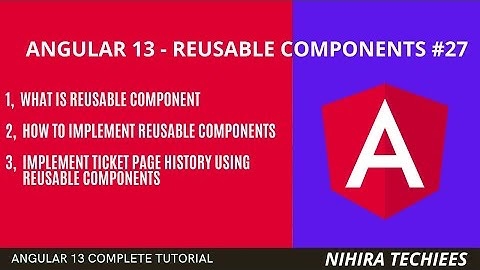 ANGULAR 13 - REUSABLE COMPONENTS #27
1, WHAT IS REUSABLE COMPONENT
2, HOW TO IMPLEMENT REUSABLE COMPONENTS
3, IMPLEMENT TICKET PAGE HISTORY USING
REUSABLE COMPONENTS
A
ANGULAR 13 COMPLETE TUTORIAL
NIHIRA TECHIEES